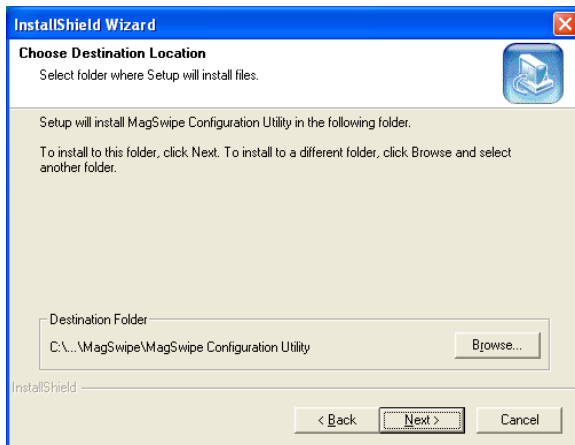 InstallShield Wizard
Choose Destination Location
Select folder where Setup will install files.
Setup will install MagSwipe Configuration Utility in the following folder.
To install to this folder, click Next. To install to a different folder, click Browse and select
another folder.
Destination Folder
C:\...\MagSwipe\MagSwipe Configuration Utility
Browse...
InstallShield
< Back
Next >
Cancel